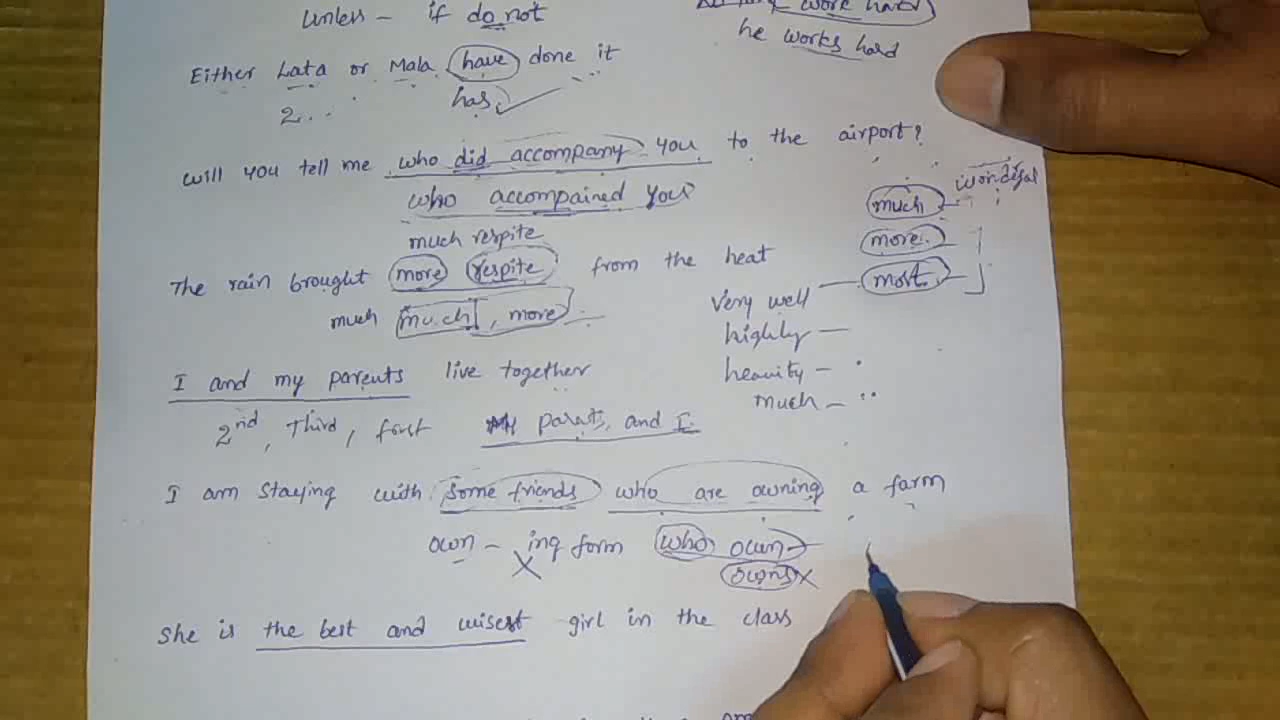 unless - if do not
work hard
he works hard
Either Lata or Mala have done it
2... has
will you tell me who did accompany you to the airport?
who accompained you
much
more
most
much respite
The rain brought more respite from the heat
much much, more
very well
highly
heavity -
much -
I and my parents live together
2nd, Third, first My parents, and I
I am staying with some friends who are owning a farm
own - ing form who own
X owns X
she is the best and wisest girl in the class